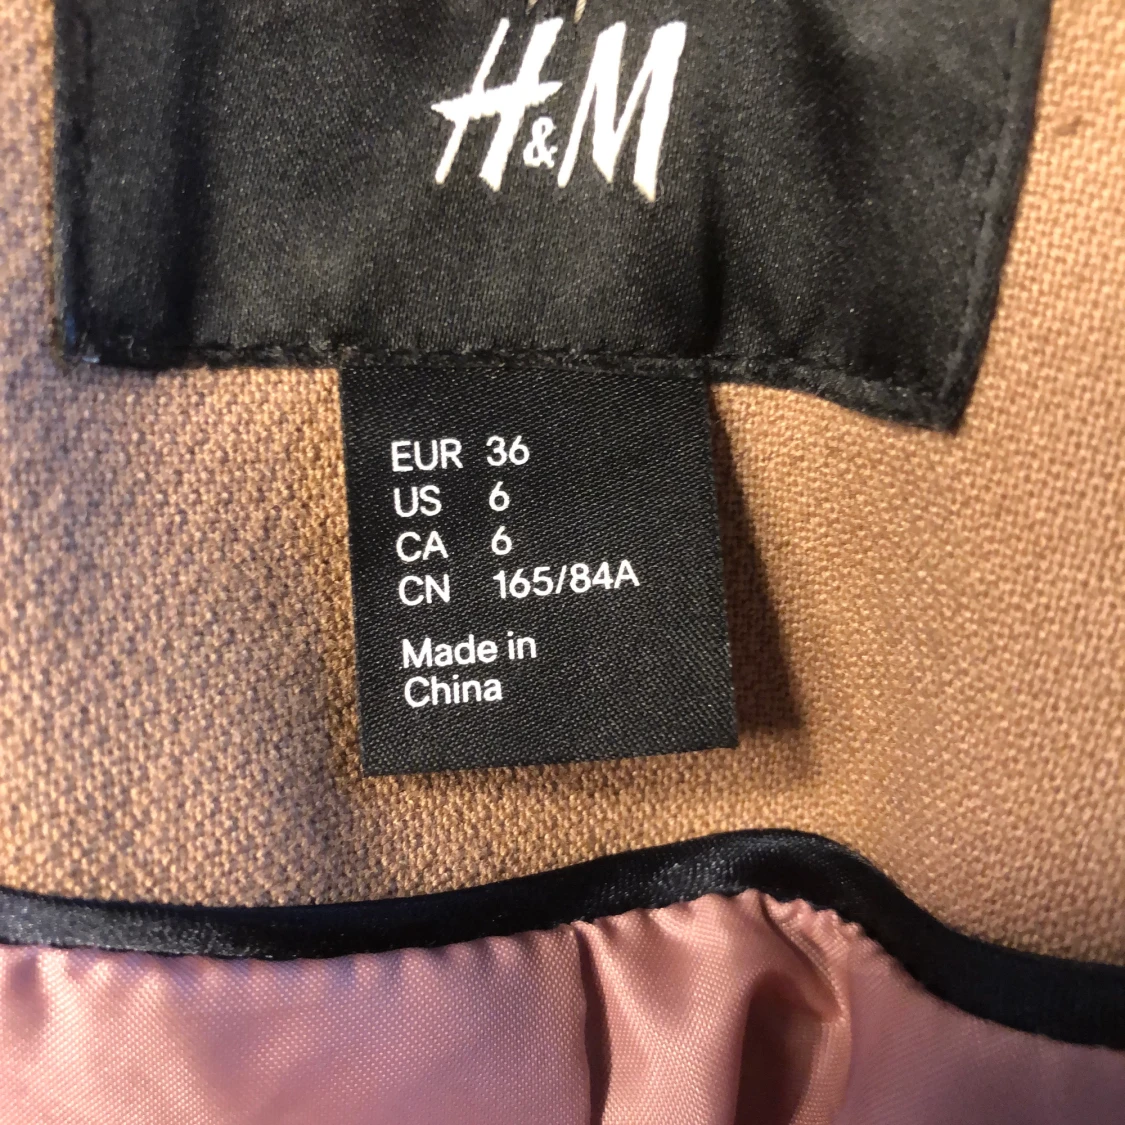 H&M
EUR 36
US 6
CA 6
CN 165/84A
Made in
China